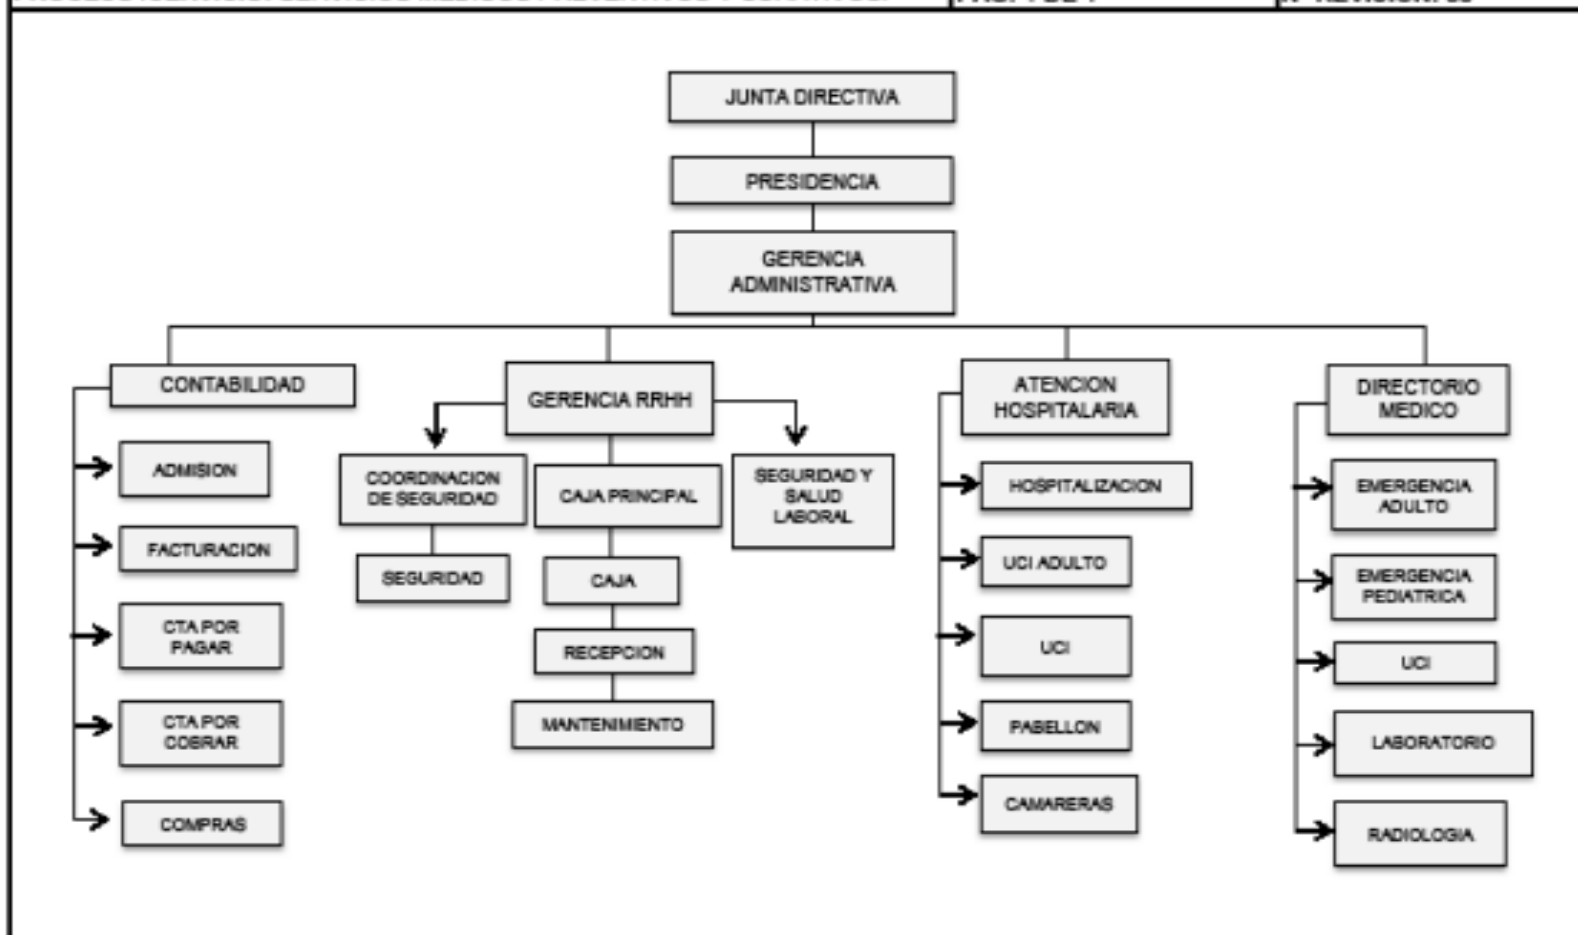 JUNTA DIRECTIVA
PRESIDENCIA
GERENCIA
ADMINISTRATIVA
CONTABILIDAD
ADMISION
FACTURACION
CTA POR
PAGAR
CTA POR
COBRAR
COMPRAS
GERENCIA RRHH
COORDINACION
DE SEGURIDAD
SEGURIDAD
CAJA PRINCIPAL
CAJA
RECEPCION
MANTENIMIENTO
SEGURIDAD Y
SALUD
LABORAL
ATENCION
HOSPITALARIA
HOSPITALIZACION
UCI ADULTO
UCI
PABELLON
CAMARERAS
DIRECTORIO
MEDICO
EMERGENCIA
ADULTO
EMERGENCIA
PEDIATRICA
UCI
LABORATORIO
RADIOLOGIA